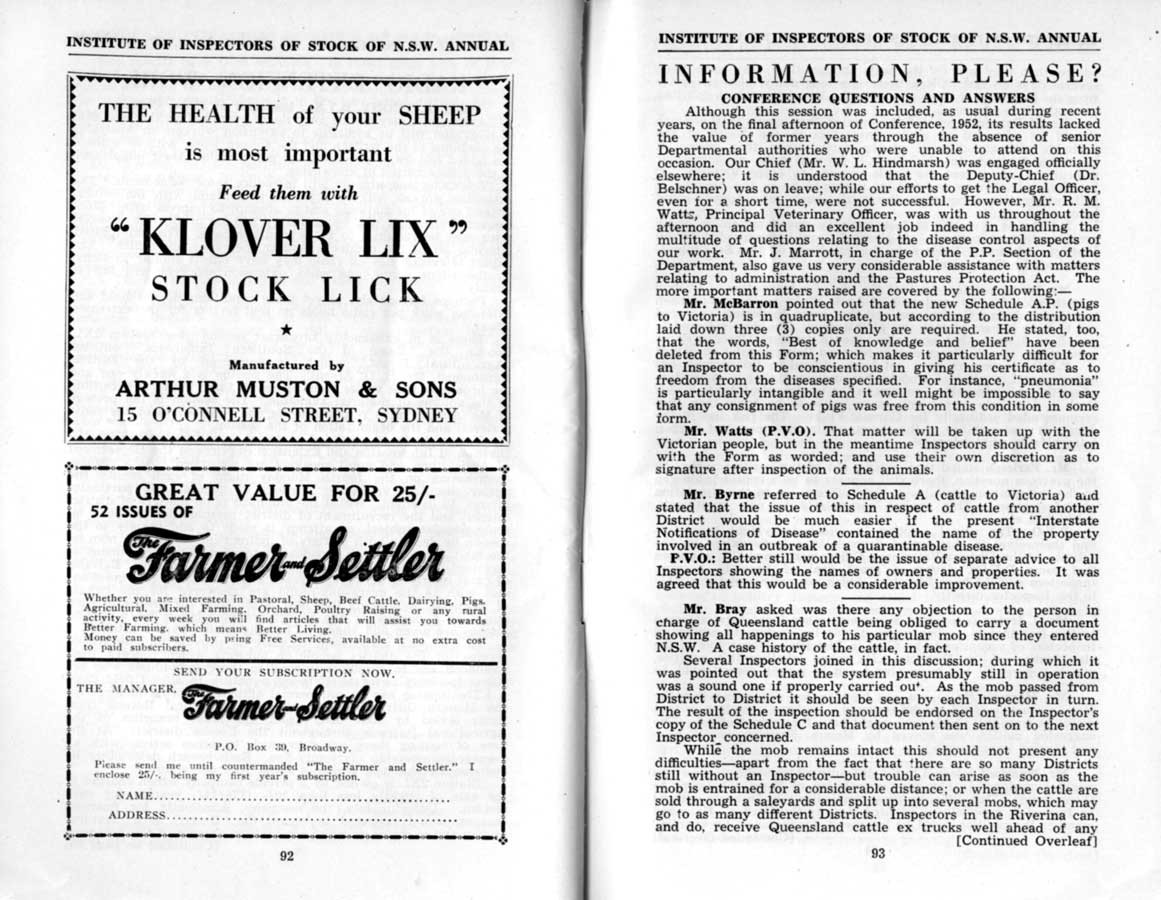 INSTITUTE OF INSPECTORS OF STOCK OF N.S.W. ANNUAL
THE HEALTH of your SHEEP
is most important
Feed them with
"KLOVER LIX"
STOCK LICK
Manufactured by
ARTHUR MUSTON & SONS
15 O'CONNELL STREET, SYDNEY
GREAT VALUE FOR 25/-
52 ISSUES OF
The Farmer and Settler
Whether you are interested in Pastoral, Sheep, Beef Cattle, Dairying, Pigs,
Agricultural, Mixed Farming, Orchard, Poultry Raising or any rural
activity, every week you will find articles that will assist you towards
Better Farming, which means Better Living.
Money can be saved by using Free Services, available at no extra cost
to paid subscribers.
SEND YOUR SUBSCRIPTION NOW.
THE MANAGER,
The Farmer and Settler
P.O. Box 39, Broadway.
Please send me until countermanded "The Farmer and Settler." I
enclose 25/-, being my first year's subscription.
NAME
ADDRESS
92
INSTITUTE OF INSPECTORS OF STOCK OF N.S.W. ANNUAL
INFORMATION, PLEASE?
CONFERENCE QUESTIONS AND ANSWERS
Although this session was included, as usual during recent
years, on the final afternoon of Conference, 1952, its results lacked
the value of former years through the absence of senior
Departmental authorities who were unable to attend on this
occasion. Our Chief (Mr. W. L. Hindmarsh) was engaged officially
elsewhere; it is understood that the Deputy-Chief (Dr.
Belschner) was on leave; while our efforts to get the Legal Officer,
even for a short time, were not successful. However, Mr. R. M.
Watts, Principal Veterinary Officer, was with us throughout the
afternoon and did an excellent job indeed in handling the
multitude of questions relating to the disease control aspects of
our work. Mr. J. Marrott, in charge of the P.P. Section of the
Department, also gave us very considerable assistance with matters
relating to administration and the Pastures Protection Act. The
more important matters raised are covered by the following:—
Mr. McBarron pointed out that the new Schedule A.P. (pigs
to Victoria) is in quadruplicate, but according to the distribution
laid down three (3) copies only are required. He stated, too,
that the words, "Best of knowledge and belief" have been
deleted from this Form; which makes it particularly difficult for
an Inspector to be conscientious in giving his certificate as to
freedom from the diseases specified. For instance, "pneumonia"
is particularly intangible and it well might be impossible to say
that any consignment of pigs was free from this condition in some
form.
Mr. Watts (P.V.O). That matter will be taken up with the
Victorian people, but in the meantime Inspectors should carry on
with the Form as worded; and use their own discretion as to
signature after inspection of the animals.
Mr. Byrne referred to Schedule A (cattle to Victoria) and
stated that the issue of this in respect of cattle from another
District would be much easier if the present "Interstate
Notifications of Disease" contained the name of the property
involved in an outbreak of a quarantinable disease.
P.V.O.: Better still would be the issue of separate advice to all
Inspectors showing the names of owners and properties. It was
agreed that this would be a considerable improvement.
Mr. Bray asked was there any objection to the person in
charge of Queensland cattle being obliged to carry a document
showing all happenings to his particular mob since they entered
N.S.W. A case history of the cattle, in fact.
Several Inspectors joined in this discussion; during which it
was pointed out that the system presumably still in operation
was a sound one if properly carried out. As the mob passed from
District to District it should be seen by each Inspector in turn.
The result of the inspection should be endorsed on the Inspector's
copy of the Schedule C and that document then sent on to the next
Inspector concerned.
While the mob remains intact this should not present any
difficulties—apart from the fact that there are so many Districts
still without an Inspector—but trouble can arise as soon as the
mob is entrained for a considerable distance; or when the cattle are
sold through a saleyards and split up into several mobs, which may
go to as many different Districts. Inspectors in the Riverina can,
and do, receive Queensland cattle ex trucks well ahead of any
[Continued Overleaf]
93